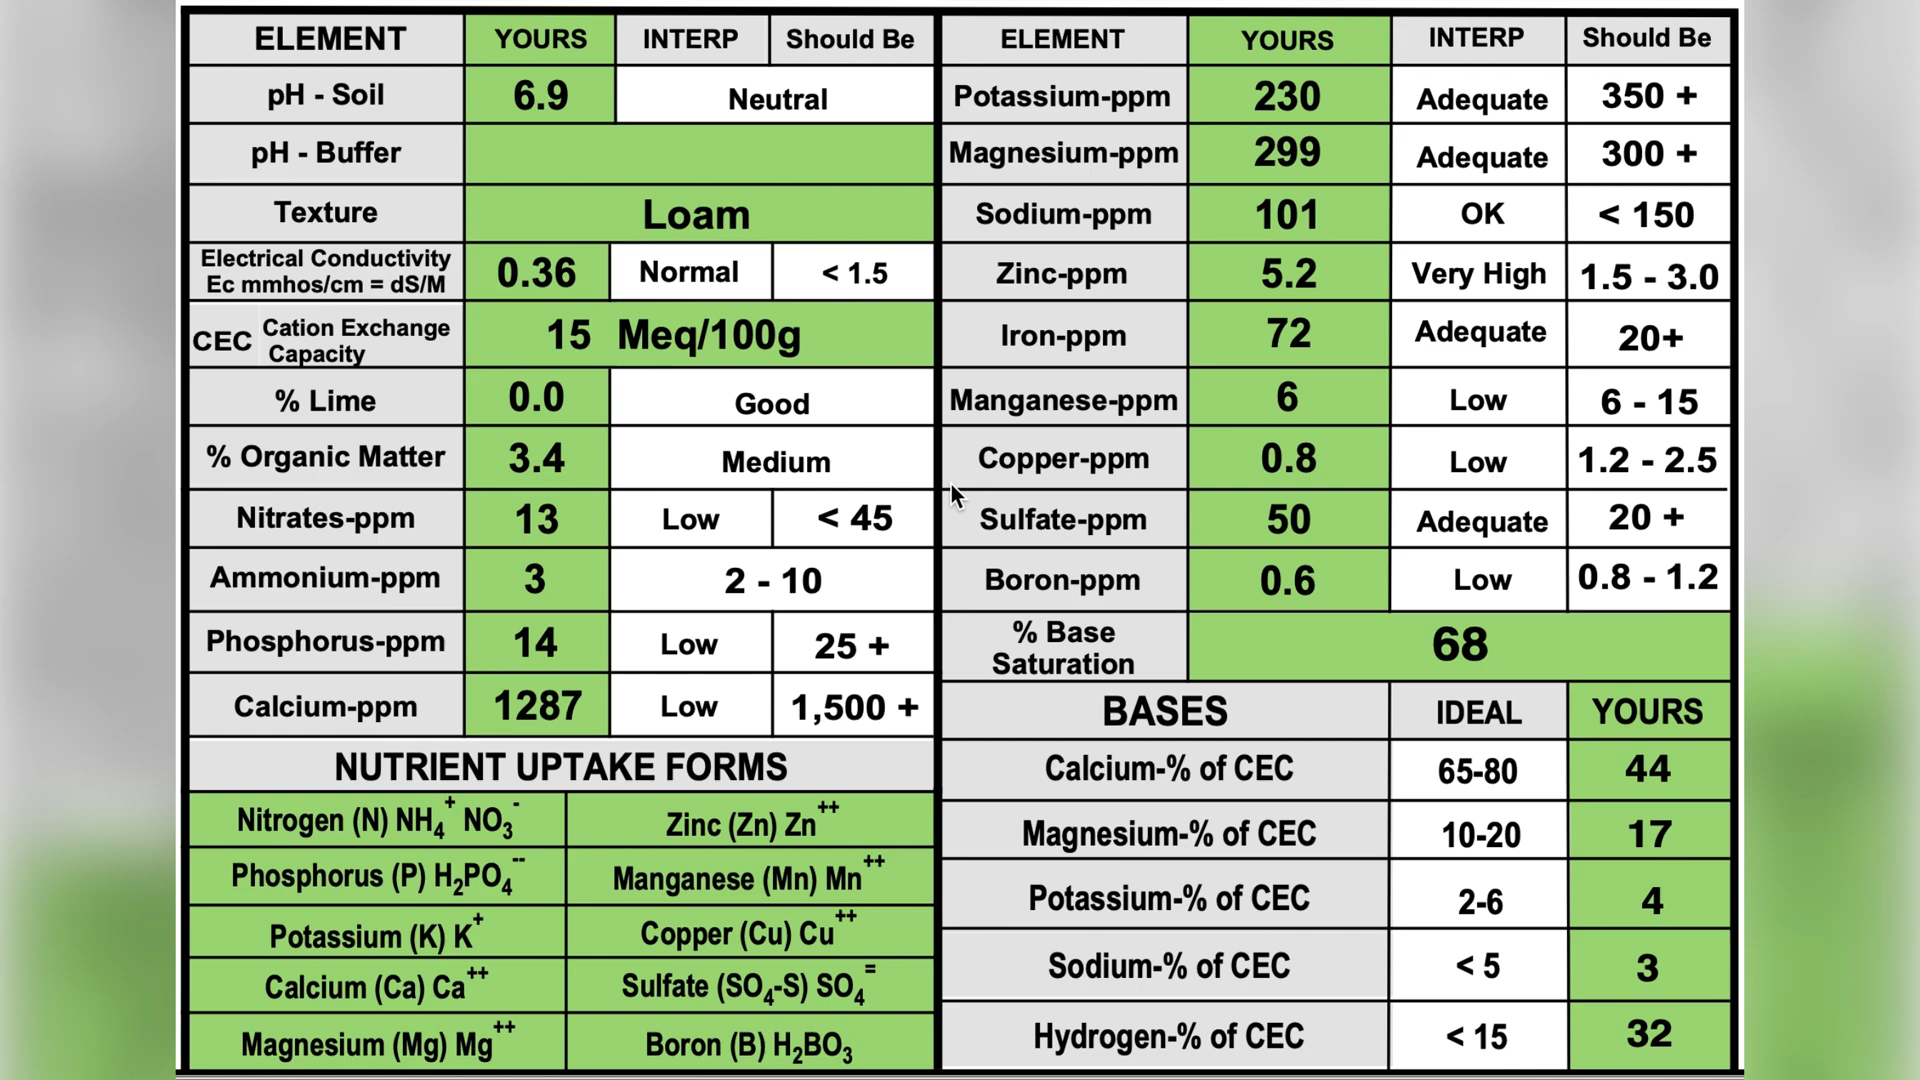 ELEMENT YOURS INTERP Should Be
pH - Soil 6.9 Neutral
pH - Buffer
Texture Loam
Electrical Conductivity
Ec mmhos/cm = dS/M 0.36 Normal < 1.5
CEC Cation Exchange
Capacity 15 Meq/100g
% Lime 0.0 Good
% Organic Matter 3.4 Medium
Nitrates-ppm 13 Low < 45
Ammonium-ppm 3 2 - 10
Phosphorus-ppm 14 Low 25 +
Calcium-ppm 1287 Low 1,500 +
NUTRIENT UPTAKE FORMS
Nitrogen (N) NH₄⁺ NO₃⁻ Zinc (Zn) Zn⁺⁺
Phosphorus (P) H₂PO₄⁻⁻ Manganese (Mn) Mn⁺⁺
Potassium (K) K⁺ Copper (Cu) Cu⁺⁺
Calcium (Ca) Ca⁺⁺ Sulfate (SO₄-S) SO₄⁼
Magnesium (Mg) Mg⁺⁺ Boron (B) H₂BO₃
ELEMENT YOURS INTERP Should Be
Potassium-ppm 230 Adequate 350 +
Magnesium-ppm 299 Adequate 300 +
Sodium-ppm 101 OK < 150
Zinc-ppm 5.2 Very High 1.5 - 3.0
Iron-ppm 72 Adequate 20+
Manganese-ppm 6 Low 6 - 15
Copper-ppm 0.8 Low 1.2 - 2.5
Sulfate-ppm 50 Adequate 20 +
Boron-ppm 0.6 Low 0.8 - 1.2
% Base
Saturation 68
BASES IDEAL YOURS
Calcium-% of CEC 65-80 44
Magnesium-% of CEC 10-20 17
Potassium-% of CEC 2-6 4
Sodium-% of CEC < 5 3
Hydrogen-% of CEC < 15 32